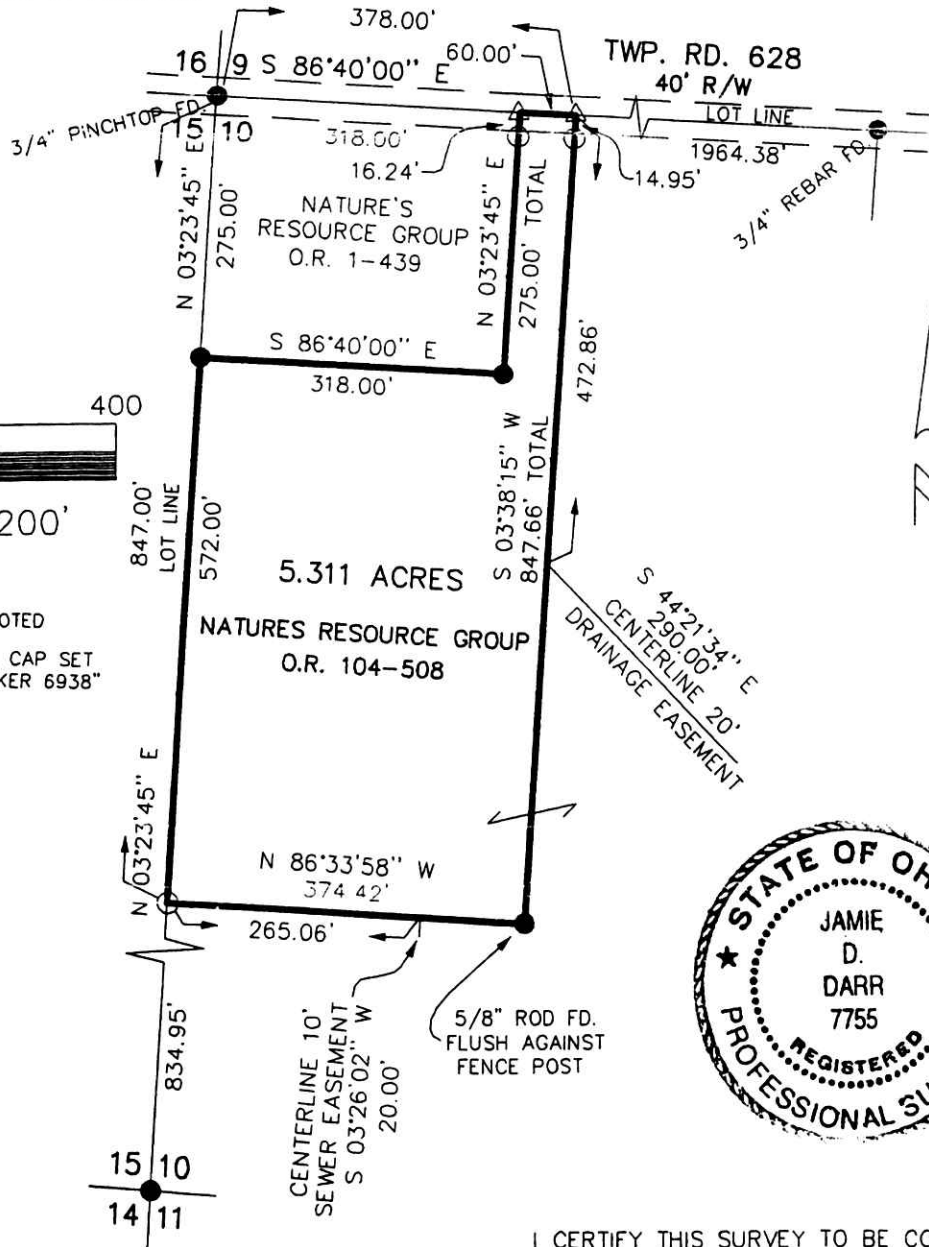 378.00'
60.00'
TWP. RD. 628
40' R/W
LOT LINE
1964.38'
16 9 S 86°40'00" E
3/4" PINCHTOP FD.
15 10
318.00'
16.24'
14.95'
3/4" REBAR FD.
N 03°23'45" E
275.00'
NATURE'S
RESOURCE GROUP
O.R. 1-439
N 03°23'45" E
275.00' TOTAL
472.86'
S 86°40'00" E
318.00'
400
200'
847.00'
LOT LINE
572.00'
S 03°38'15" W
847.66' TOTAL
5.311 ACRES
NATURES RESOURCE GROUP
O.R. 104-508
OTED
CAP SET
KER 6938"
S 44°21'34" E
290.00'
CENTERLINE 20'
DRAINAGE EASEMENT
N 03°23'45" E
N 86°33'58" W
374.42'
265.06'
834.95'
CENTERLINE 10'
SEWER EASEMENT
S 03°26'02" W
20.00'
5/8" ROD FD.
FLUSH AGAINST
FENCE POST
STATE OF OH
JAMIE
D.
DARR
7755
REGISTERED
PROFESSIONAL SU
15 10
14 11
I CERTIFY THIS SURVEY TO BE CO